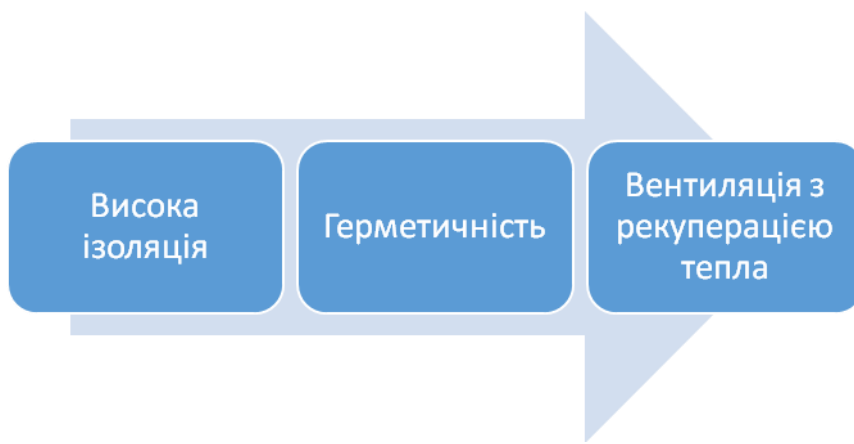 Висока
ізоляція
Герметичність
Вентиляція з
рекуперацією
тепла